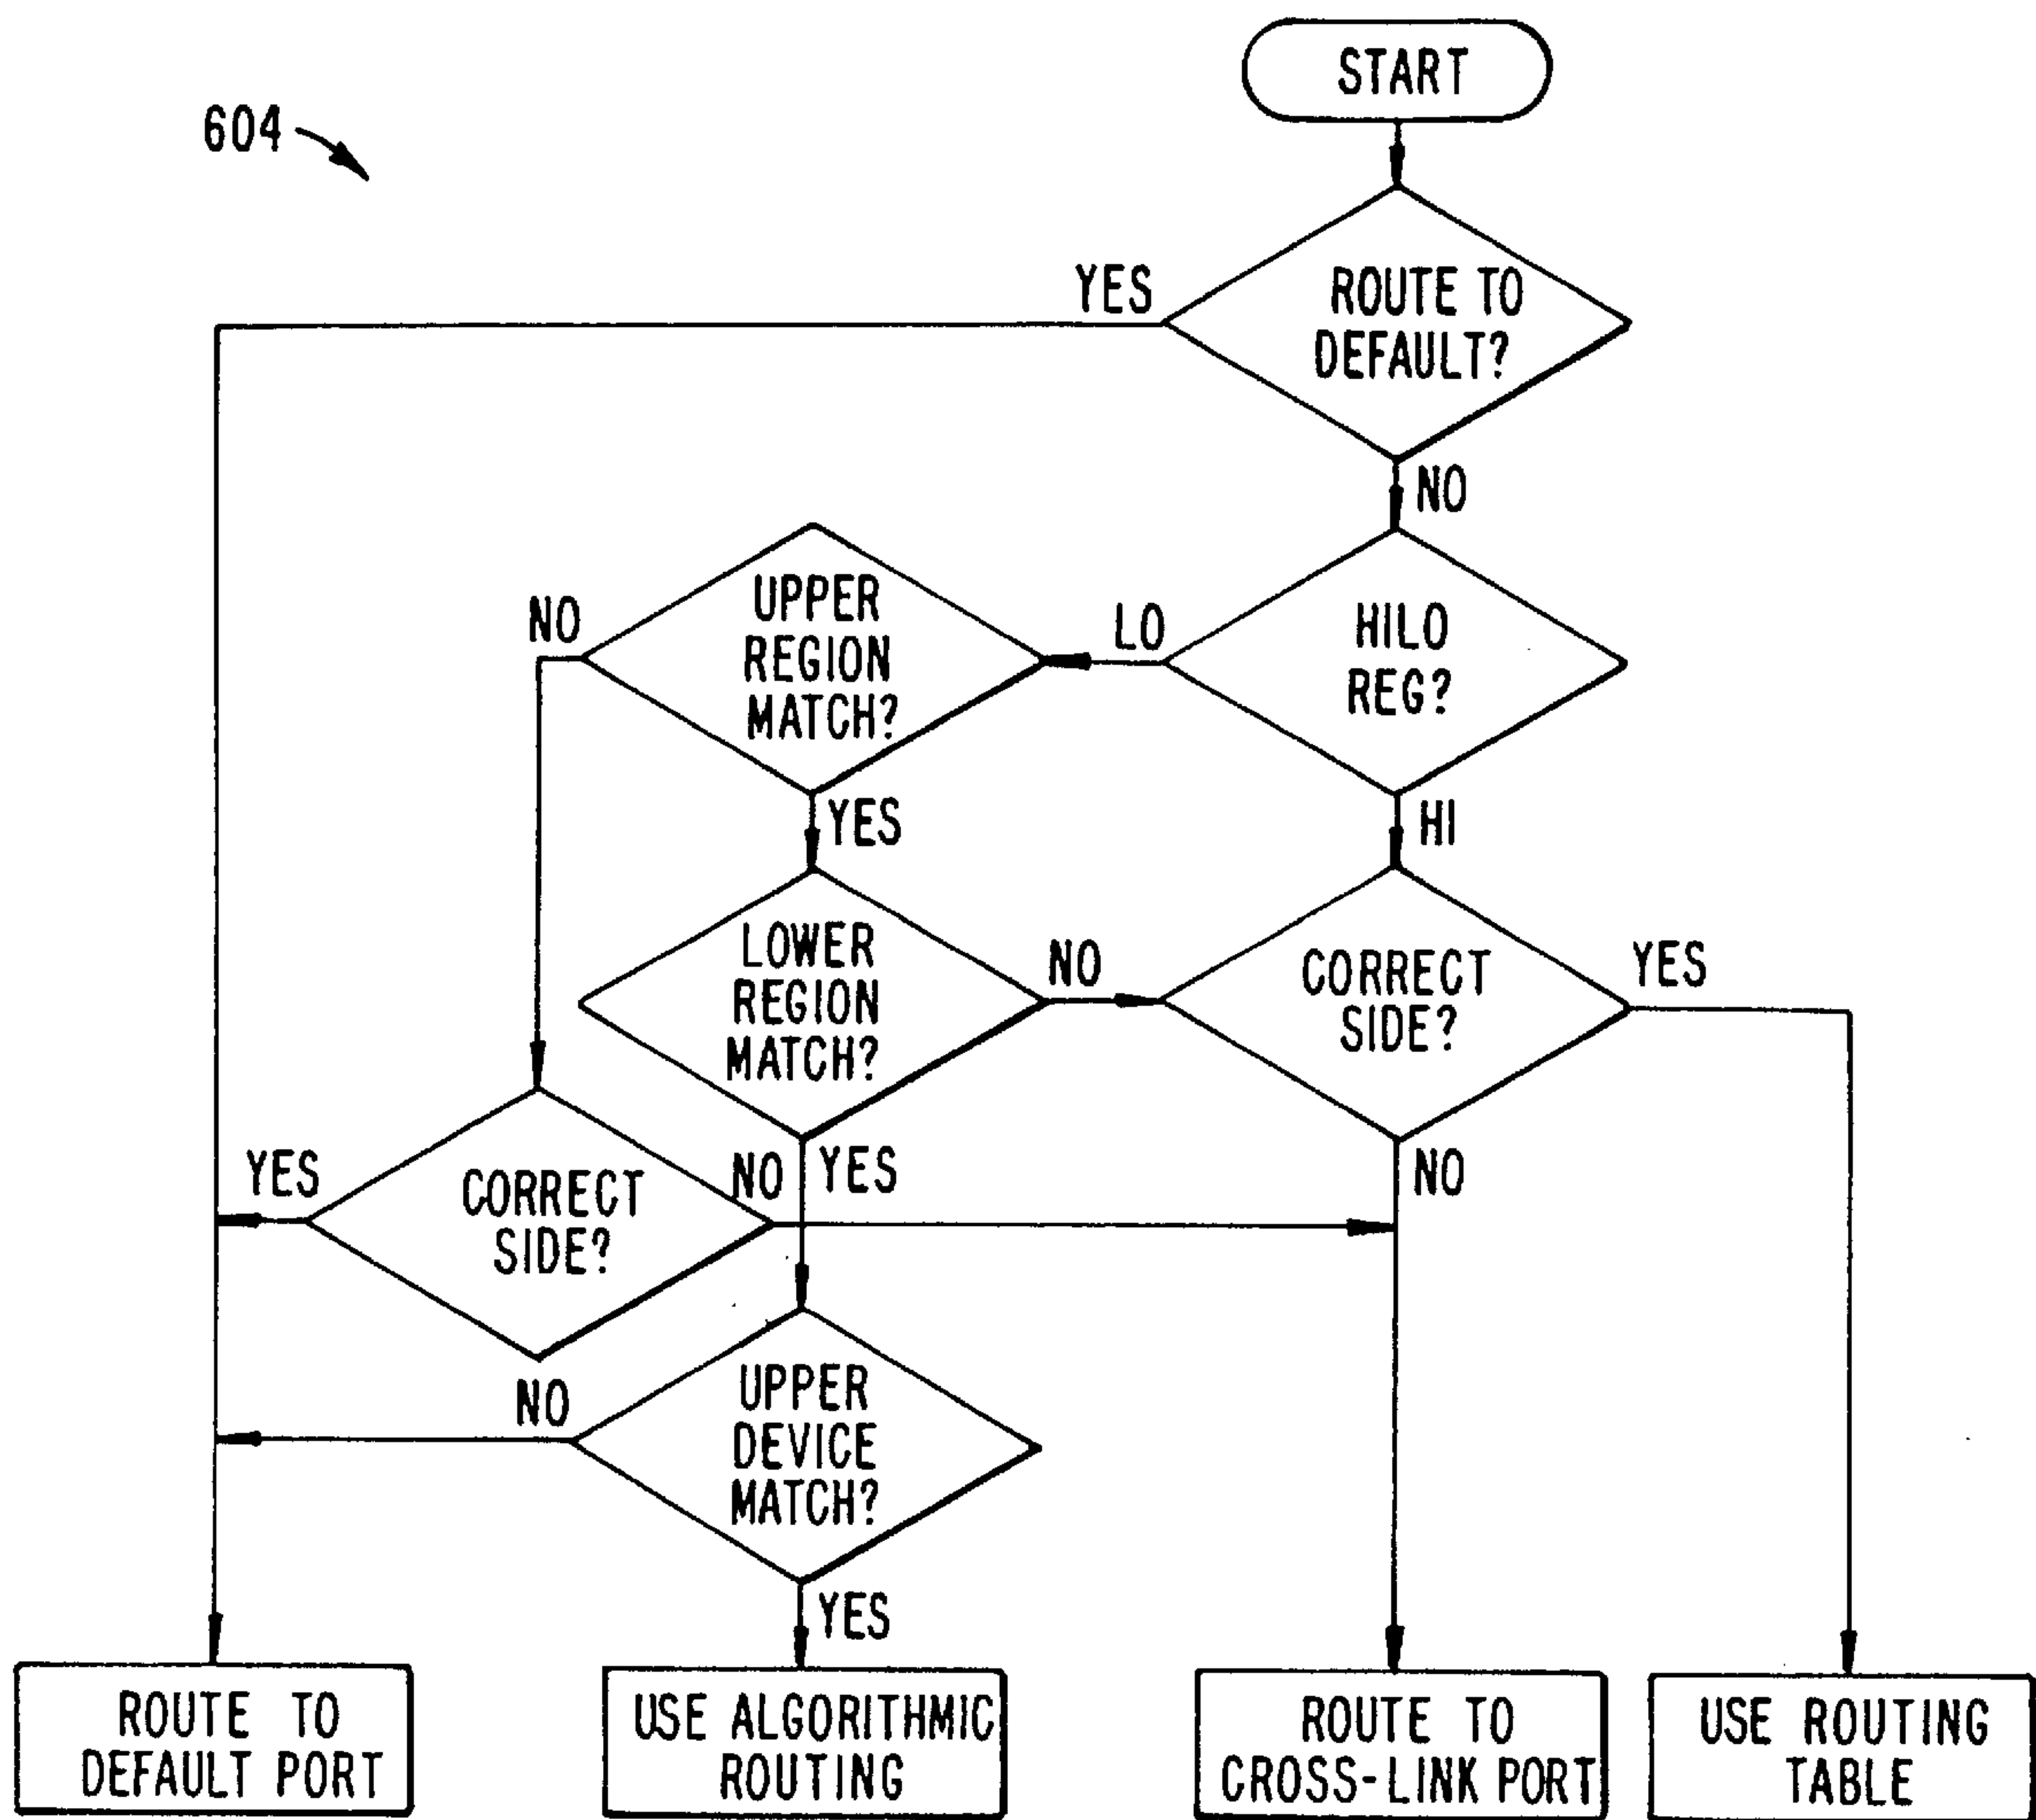 START
604
YES
ROUTE TO
DEFAULT?
NO
NO
UPPER
REGION
MATCH?
LO
HILO
REG?
YES
HI
LOWER
REGION
MATCH?
NO
CORRECT
SIDE?
YES
YES
CORRECT
SIDE?
NO
YES
NO
NO
UPPER
DEVICE
MATCH?
YES
ROUTE TO
DEFAULT PORT
USE ALGORITHMIC
ROUTING
ROUTE TO
CROSS-LINK PORT
USE ROUTING
TABLE